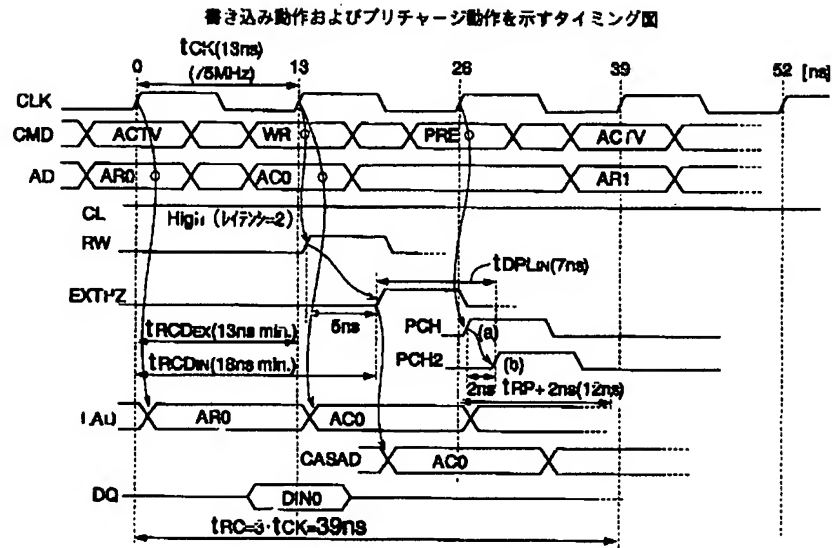 書き込み動作およびプリチャージ動作を示すタイミング図
tCK(13ns)
(75MHz)
0 13 26 39 52 [ns]
CLK
CMD ACTV WR PRE ACTV
AD AR0 AC0 AR1
CL High (レイテンシ=2)
RW
tDPLIN(7ns)
EXTPZ
5ns
tRCDEX(13ns min.)
PCH (a)
tRCDIN(18ns min.)
PCH2 (b)
2ns tRP+2ns(12ns)
LAD AR0 AC0
CASAD AC0
DQ DIN0
tRC=3·tCK=39ns